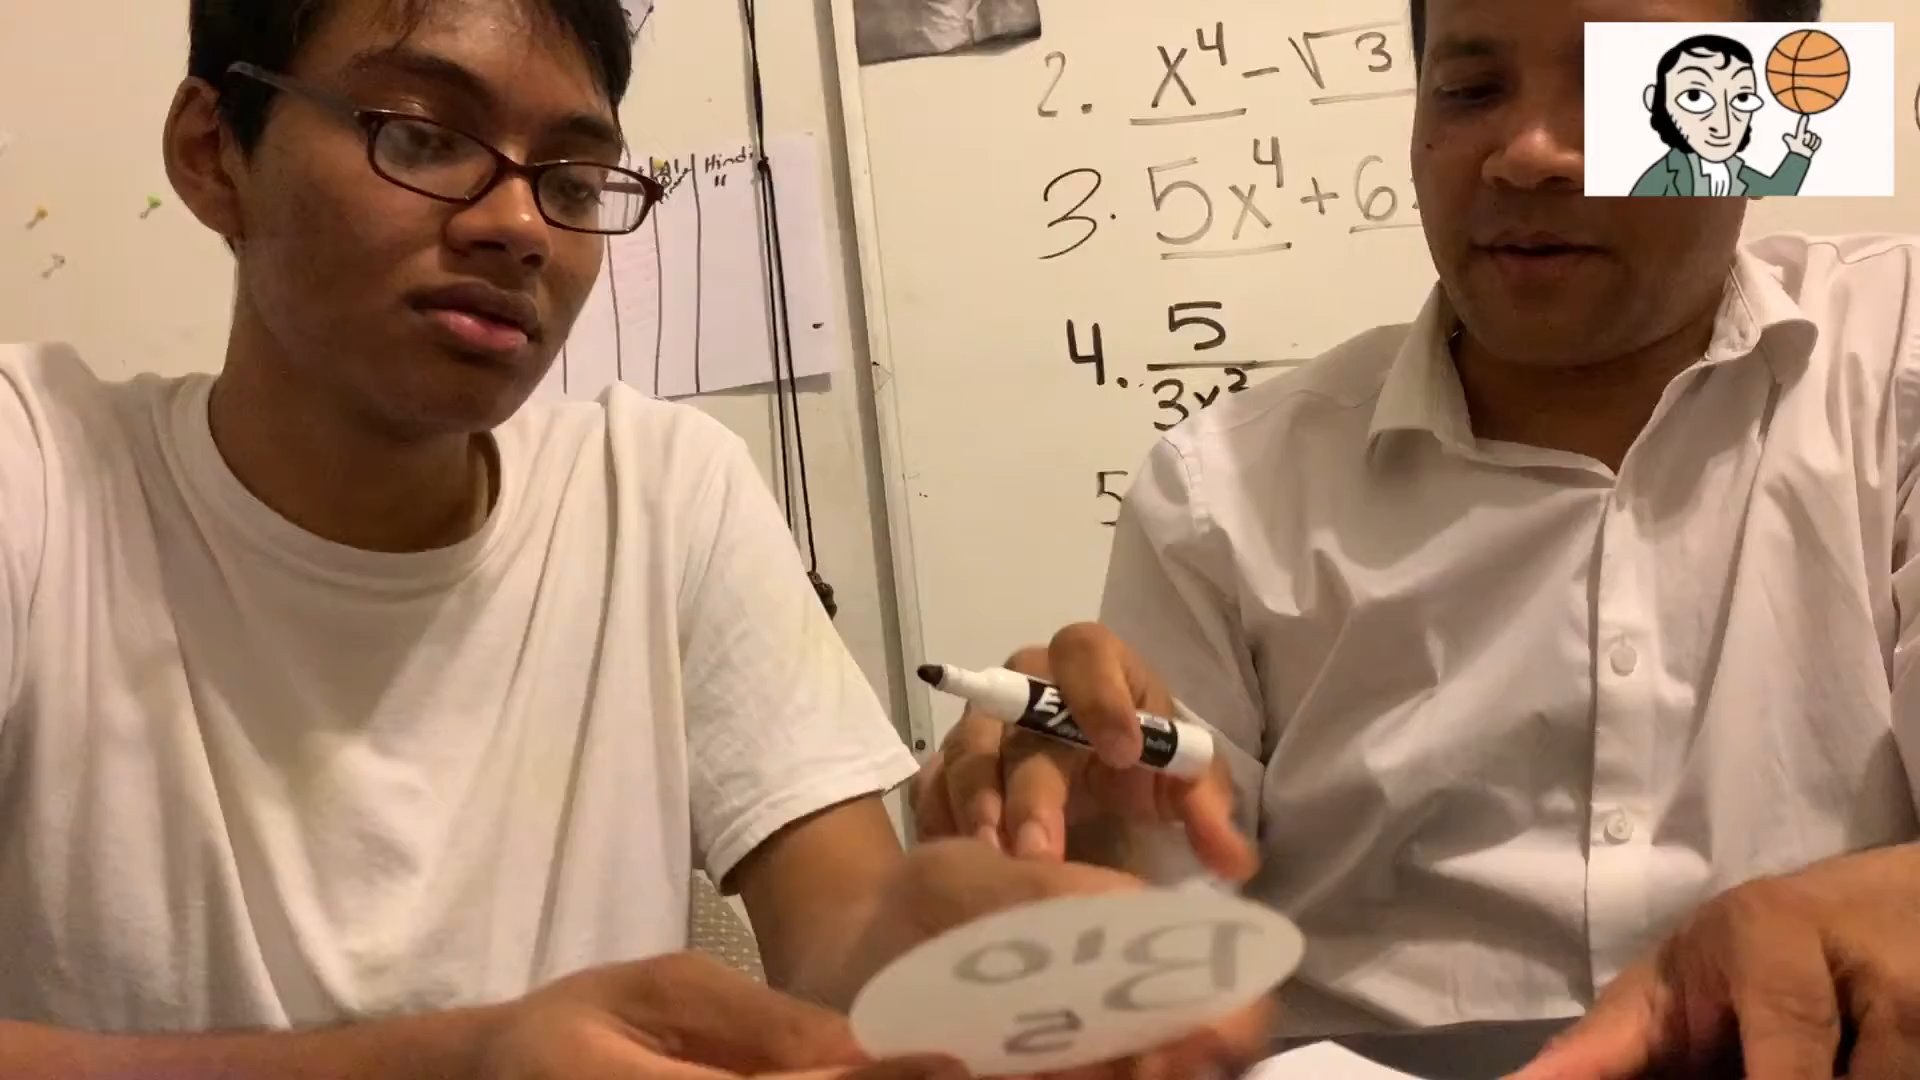 2. x⁴ - √3
3. 5x⁴ + 6
4. 5
3x²
5
Hindi
"
Bio
2